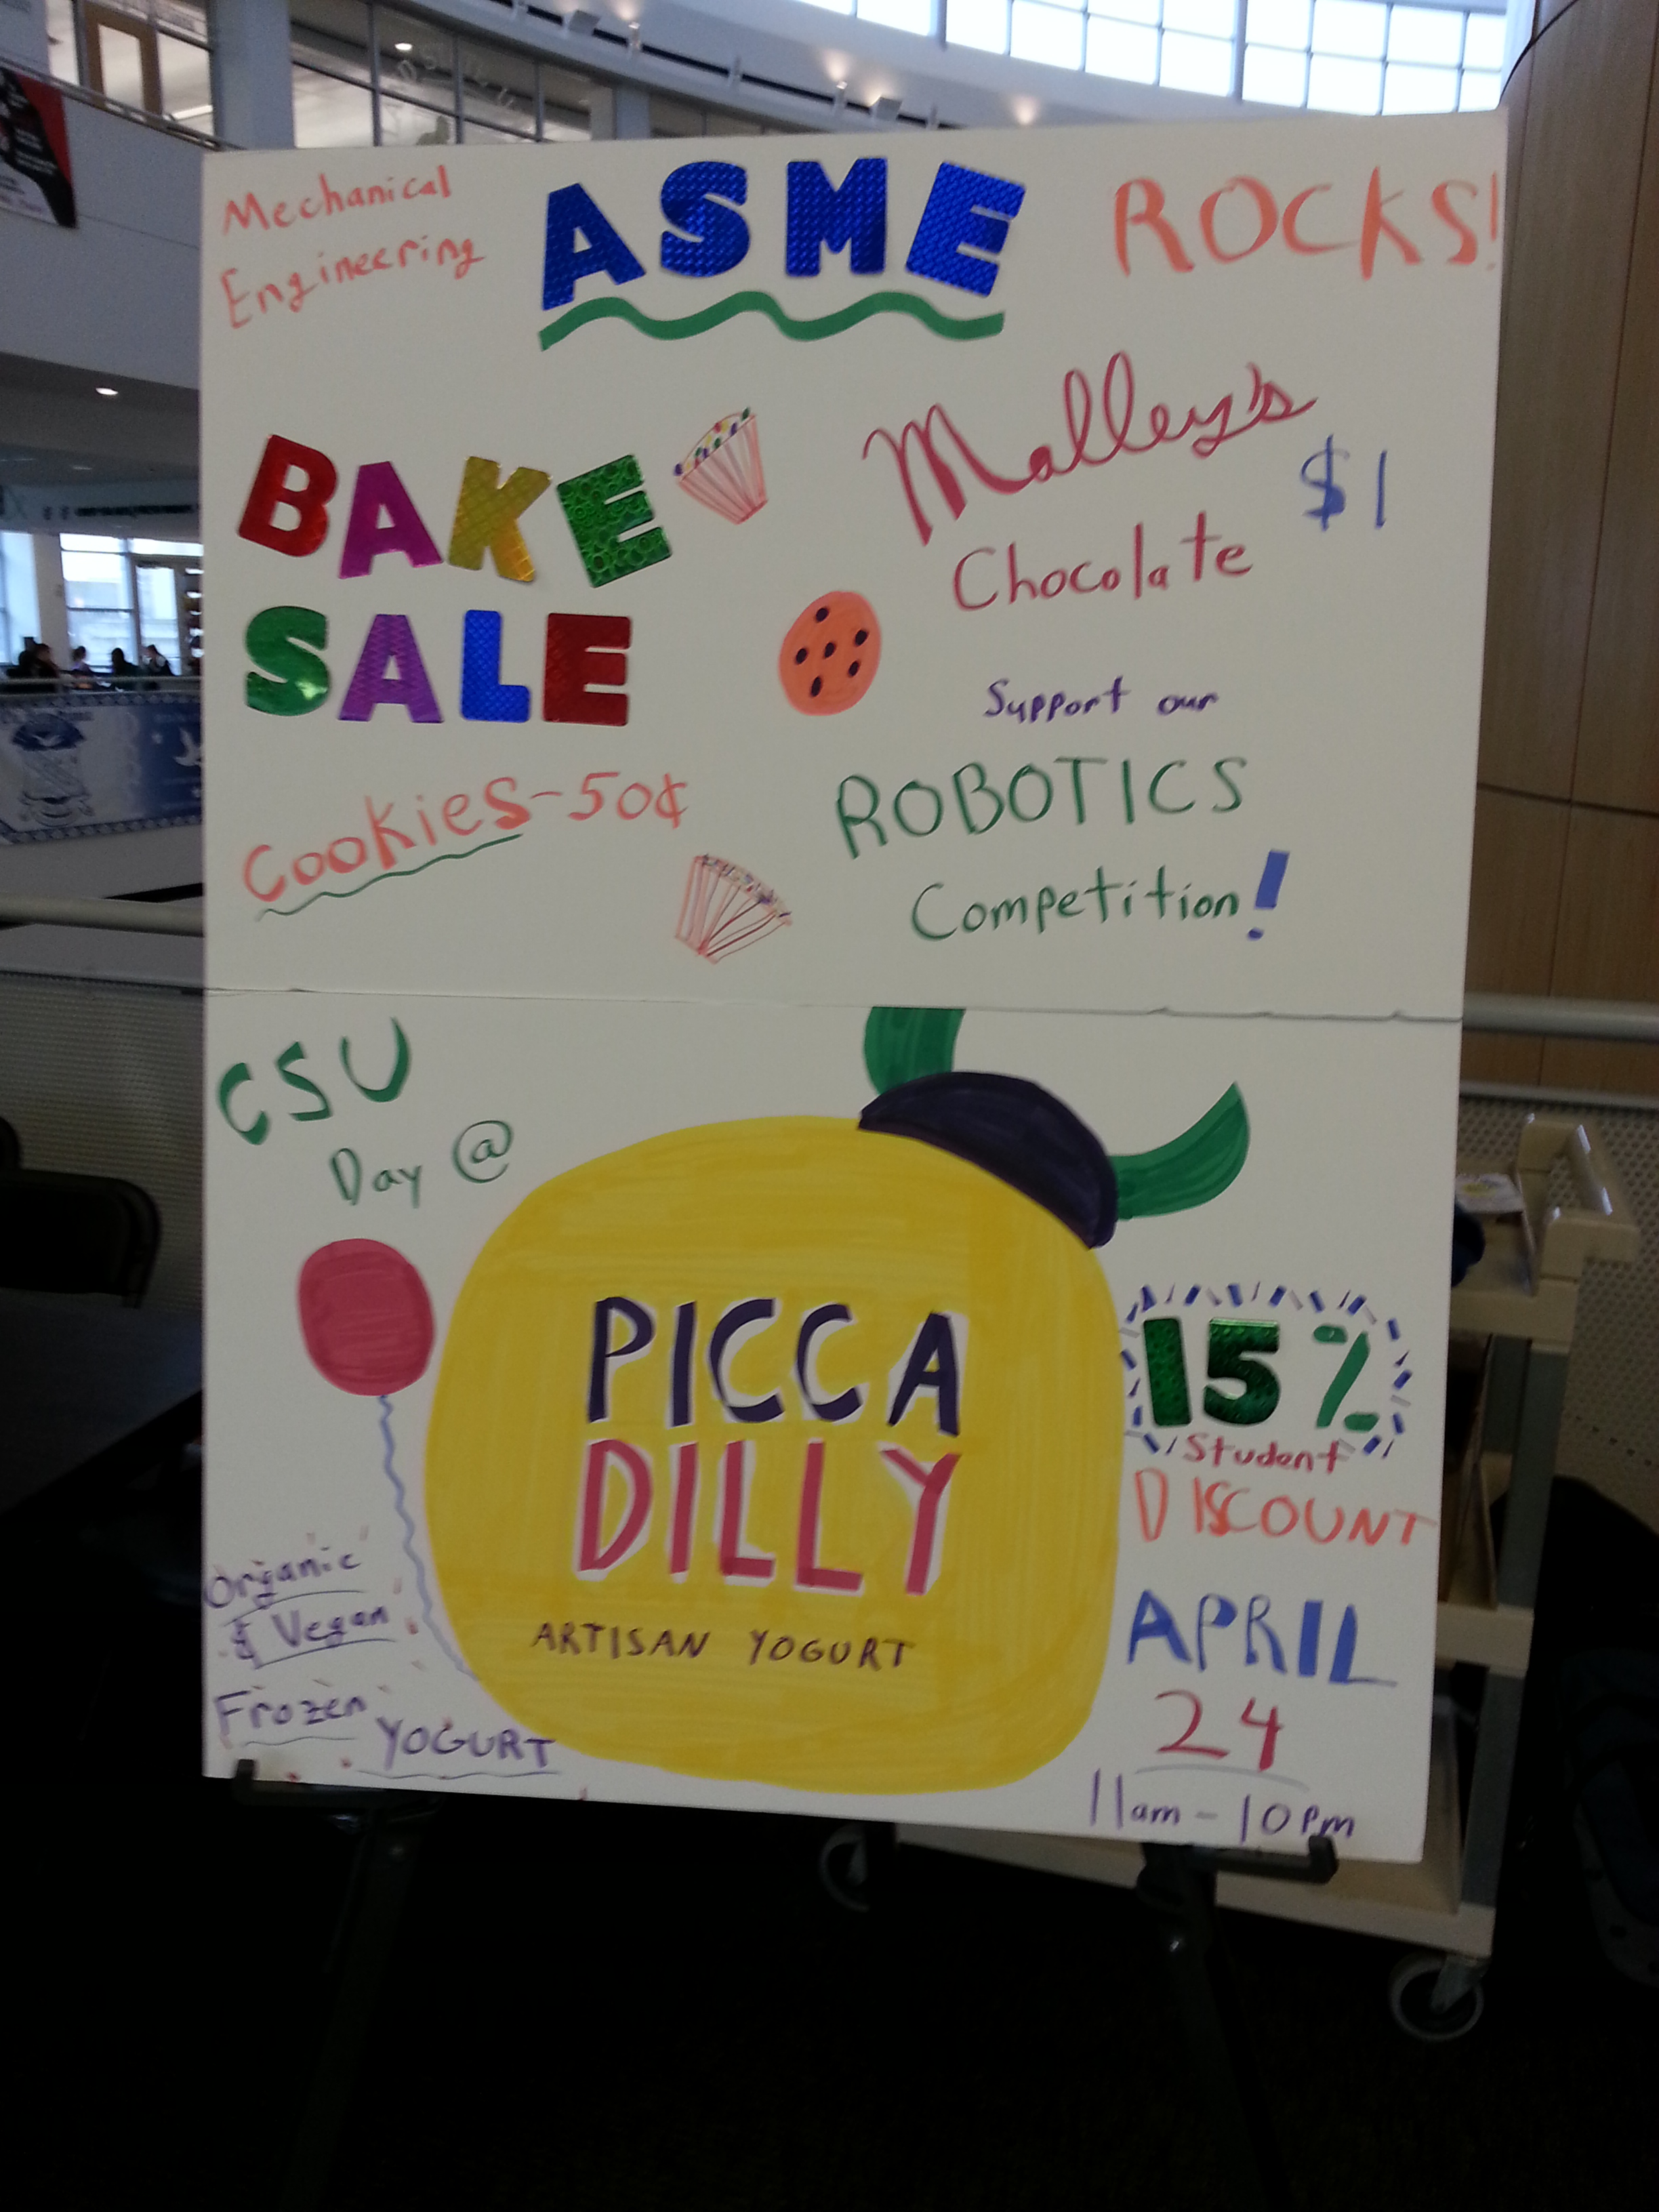 Mechanical
Engineering
ASME
ROCKS!
BAKE
SALE
Malley's
Chocolate
$1
Cookies-50¢
Support our
ROBOTICS
Competition!
CSU
Day @
PICCA
DILLY
ARTISAN YOGURT
Organic
& Vegan
Frozen
YOGURT
15%
Student
DISCOUNT
APRIL
24
11am-10pm